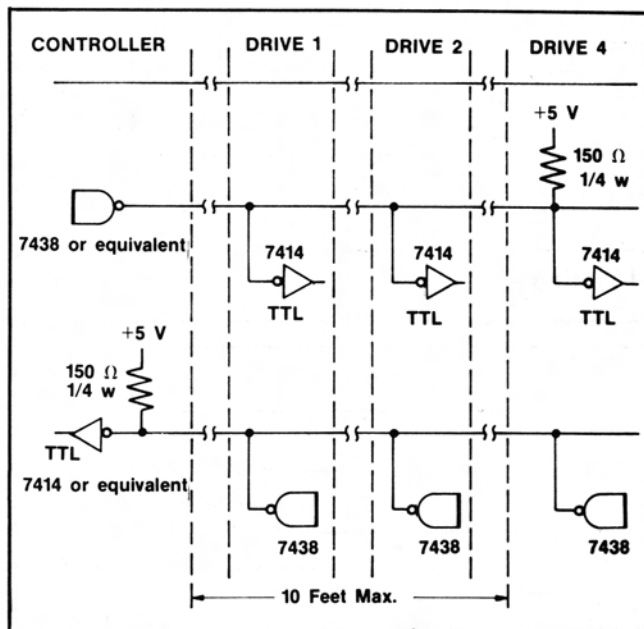 CONTROLLER DRIVE 1 DRIVE 2 DRIVE 4
+5 V
150 Ω
1/4 w
7438 or equivalent
7414
TTL
7414
TTL
7414
TTL
+5 V
150 Ω
1/4 w
TTL
7414 or equivalent
7438
7438
7438
10 Feet Max.